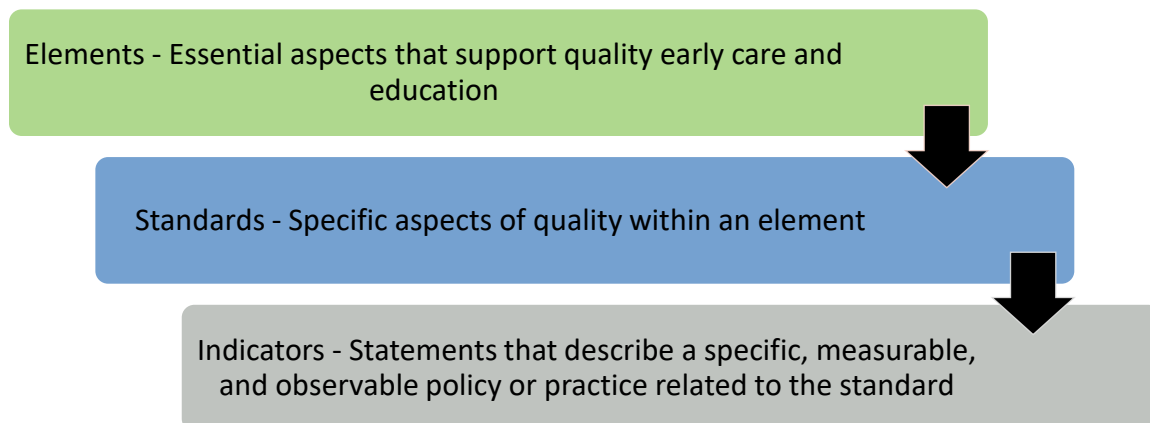 Elements - Essential aspects that support quality early care and
education
Standards - Specific aspects of quality within an element
Indicators - Statements that describe a specific, measurable,
and observable policy or practice related to the standard